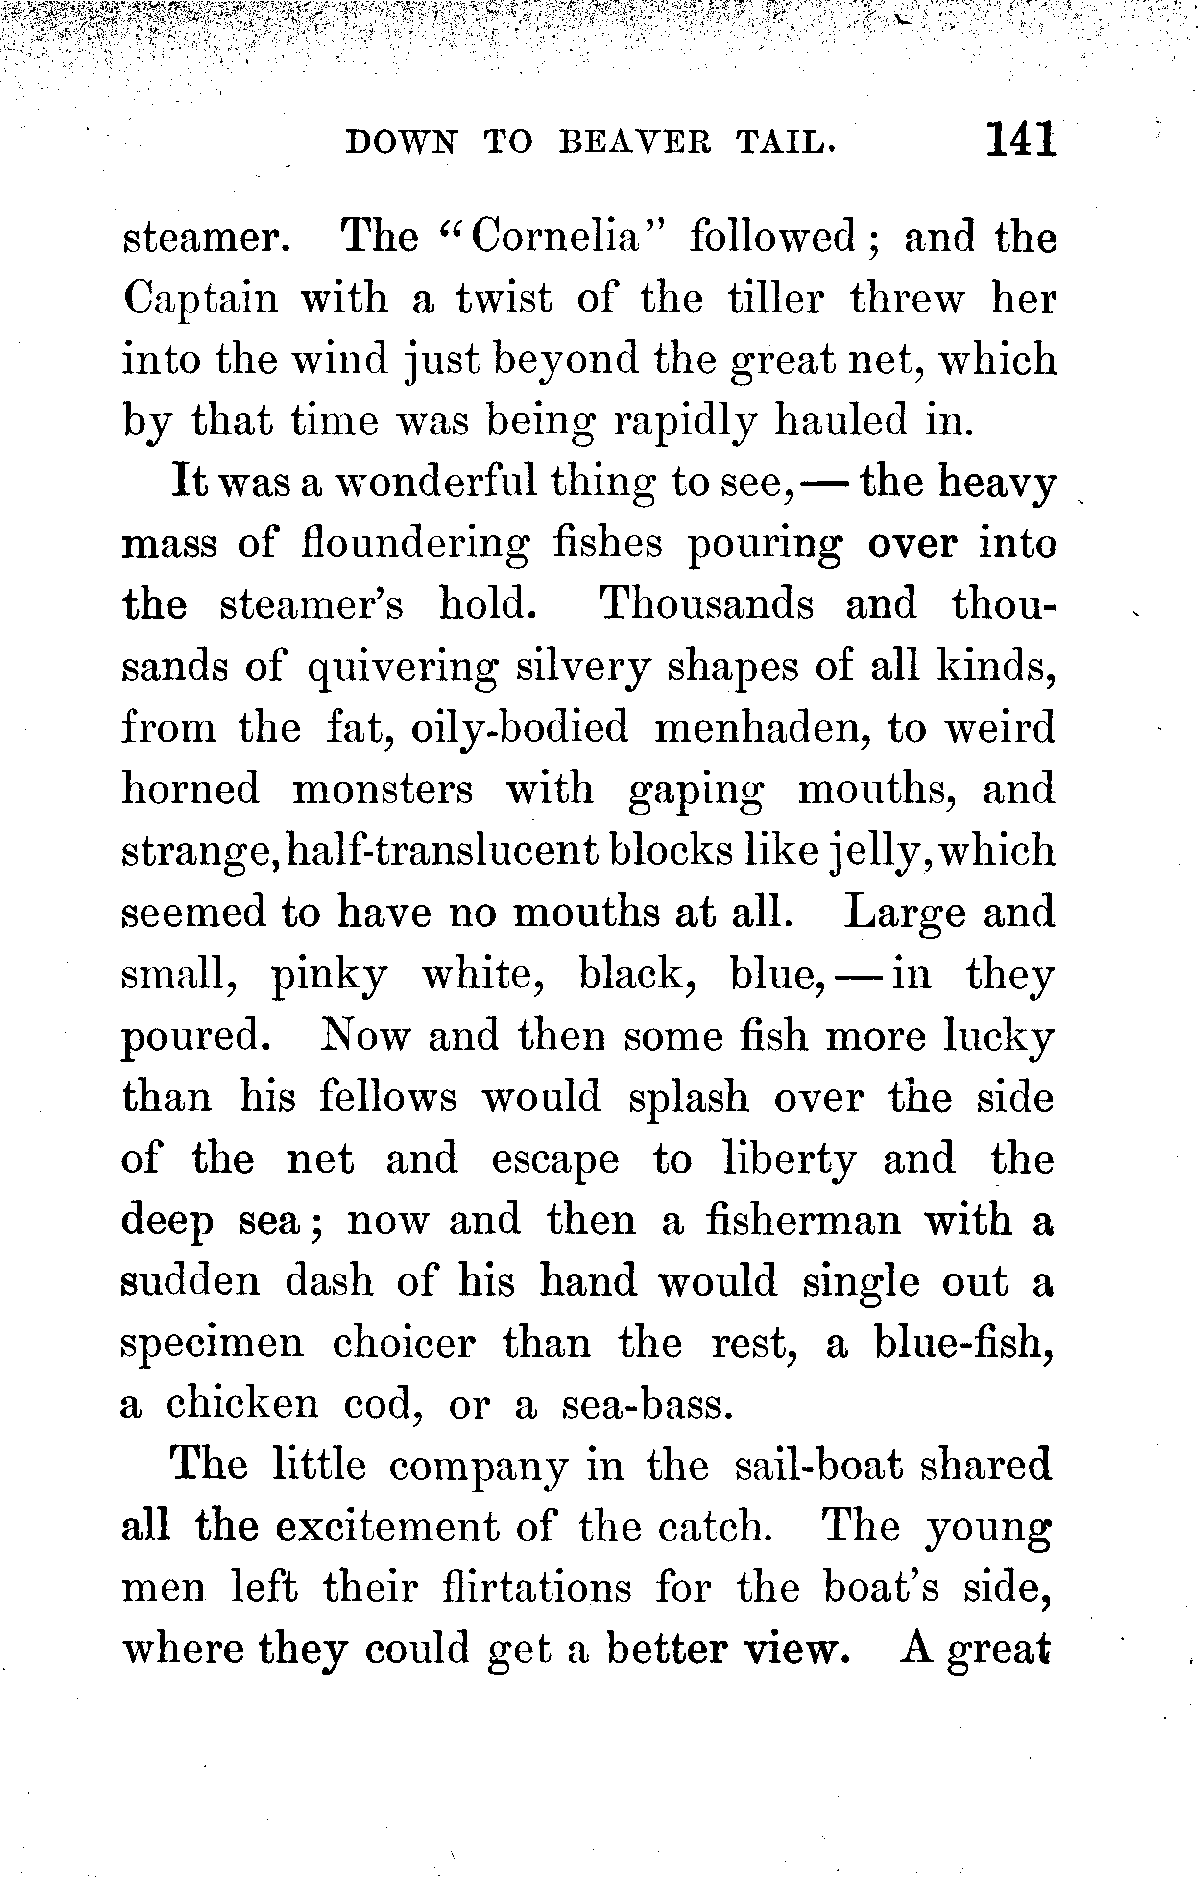 DOWN TO BEAVER TAIL. 141
steamer. The “Cornelia” followed; and the
Captain with a twist of the tiller threw her
into the wind just beyond the great net, which
by that time was being rapidly hauled in.
It was a wonderful thing to see,— the heavy
mass of floundering fishes pouring over into
the steamer’s hold. Thousands and thou-
sands of quivering silvery shapes of all kinds,
from the fat, oily-bodied menhaden, to weird
horned monsters with gaping mouths, and
strange, half-translucent blocks like jelly, which
seemed to have no mouths at all. Large and
small, pinky white, black, blue,— in they
poured. Now and then some fish more lucky
than his fellows would splash over the side
of the net and escape to liberty and the
deep sea; now and then a fisherman with a
sudden dash of his hand would single out a
specimen choicer than the rest, a blue-fish,
a chicken cod, or a sea-bass.
The little company in the sail-boat shared
all the excitement of the catch. The young
men left their flirtations for the boat’s side,
where they could get a better view. A great